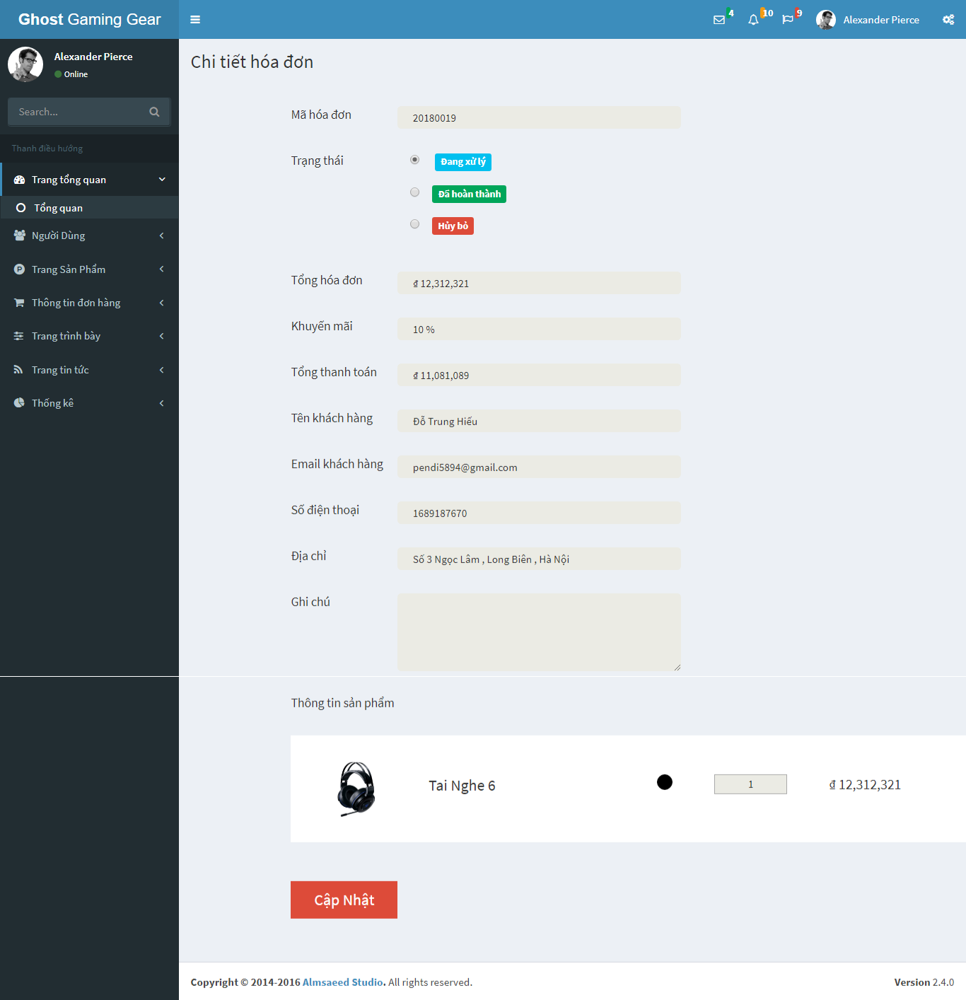 Ghost Gaming Gear
4
10
9
Alexander Pierce
Alexander Pierce
Online
Search...
Thanh điều hướng
Trang tổng quan
Tổng quan
Người Dùng
Trang Sản Phẩm
Thông tin đơn hàng
Trang trình bày
Trang tin tức
Thống kê
Chi tiết hóa đơn
Mã hóa đơn 20180019
Trạng thái Đang xử lý
Đã hoàn thành
Hủy bỏ
Tổng hóa đơn ₫ 12,312,321
Khuyến mãi 10 %
Tổng thanh toán ₫ 11,081,089
Tên khách hàng Đỗ Trung Hiếu
Email khách hàng pendi5894@gmail.com
Số điện thoại 1689187670
Địa chỉ Số 3 Ngọc Lâm , Long Biên , Hà Nội
Ghi chú
Thông tin sản phẩm
Tai Nghe 6 1 ₫ 12,312,321
Cập Nhật
Copyright © 2014-2016 Almsaeed Studio. All rights reserved. Version 2.4.0